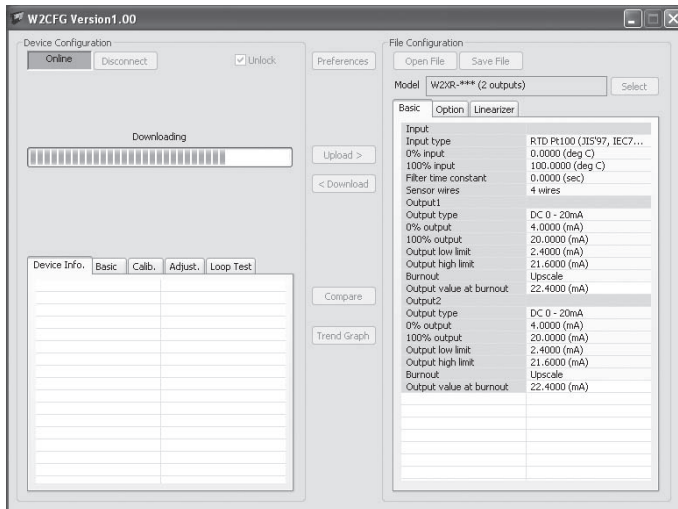 W2CFG Version1.00
Device Configuration
Online Disconnect Unlock
Downloading
Device Info. Basic Calib. Adjust. Loop Test
Preferences
Upload >
< Download
Compare
Trend Graph
File Configuration
Open File Save File
Model W2XR-*** (2 outputs) Select
Basic Option Linearizer
Input
Input type RTD Pt100 (JIS'97, IEC7...
0% input 0.0000 (deg C)
100% input 100.0000 (deg C)
Filter time constant 0.0000 (sec)
Sensor wires 4 wires
Output1
Output type DC 0 - 20mA
0% output 4.0000 (mA)
100% output 20.0000 (mA)
Output low limit 2.4000 (mA)
Output high limit 21.6000 (mA)
Burnout Upscale
Output value at burnout 22.4000 (mA)
Output2
Output type DC 0 - 20mA
0% output 4.0000 (mA)
100% output 20.0000 (mA)
Output low limit 2.4000 (mA)
Output high limit 21.6000 (mA)
Burnout Upscale
Output value at burnout 22.4000 (mA)